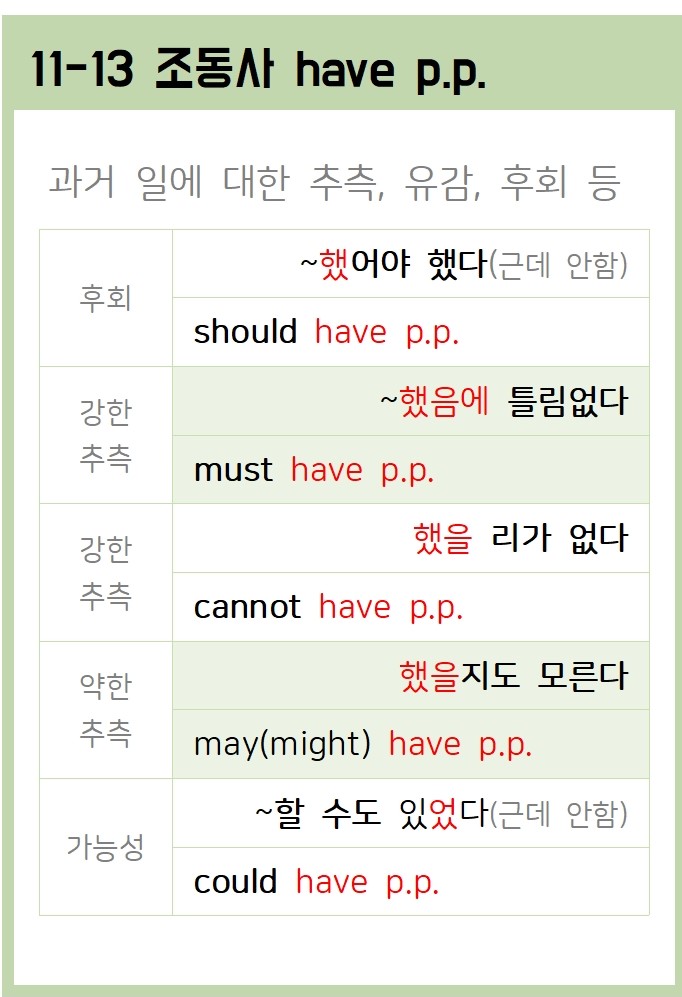 11-13 조동사 have p.p.
과거 일에 대한 추측, 유감, 후회 등
후회
~했어야 했다(근데 안함)
should have p.p.
강한
추측
~했음에 틀림없다
must have p.p.
강한
추측
했을 리가 없다
cannot have p.p.
약한
추측
했을지도 모른다
may(might) have p.p.
가능성
~할 수도 있었다(근데 안함)
could have p.p.